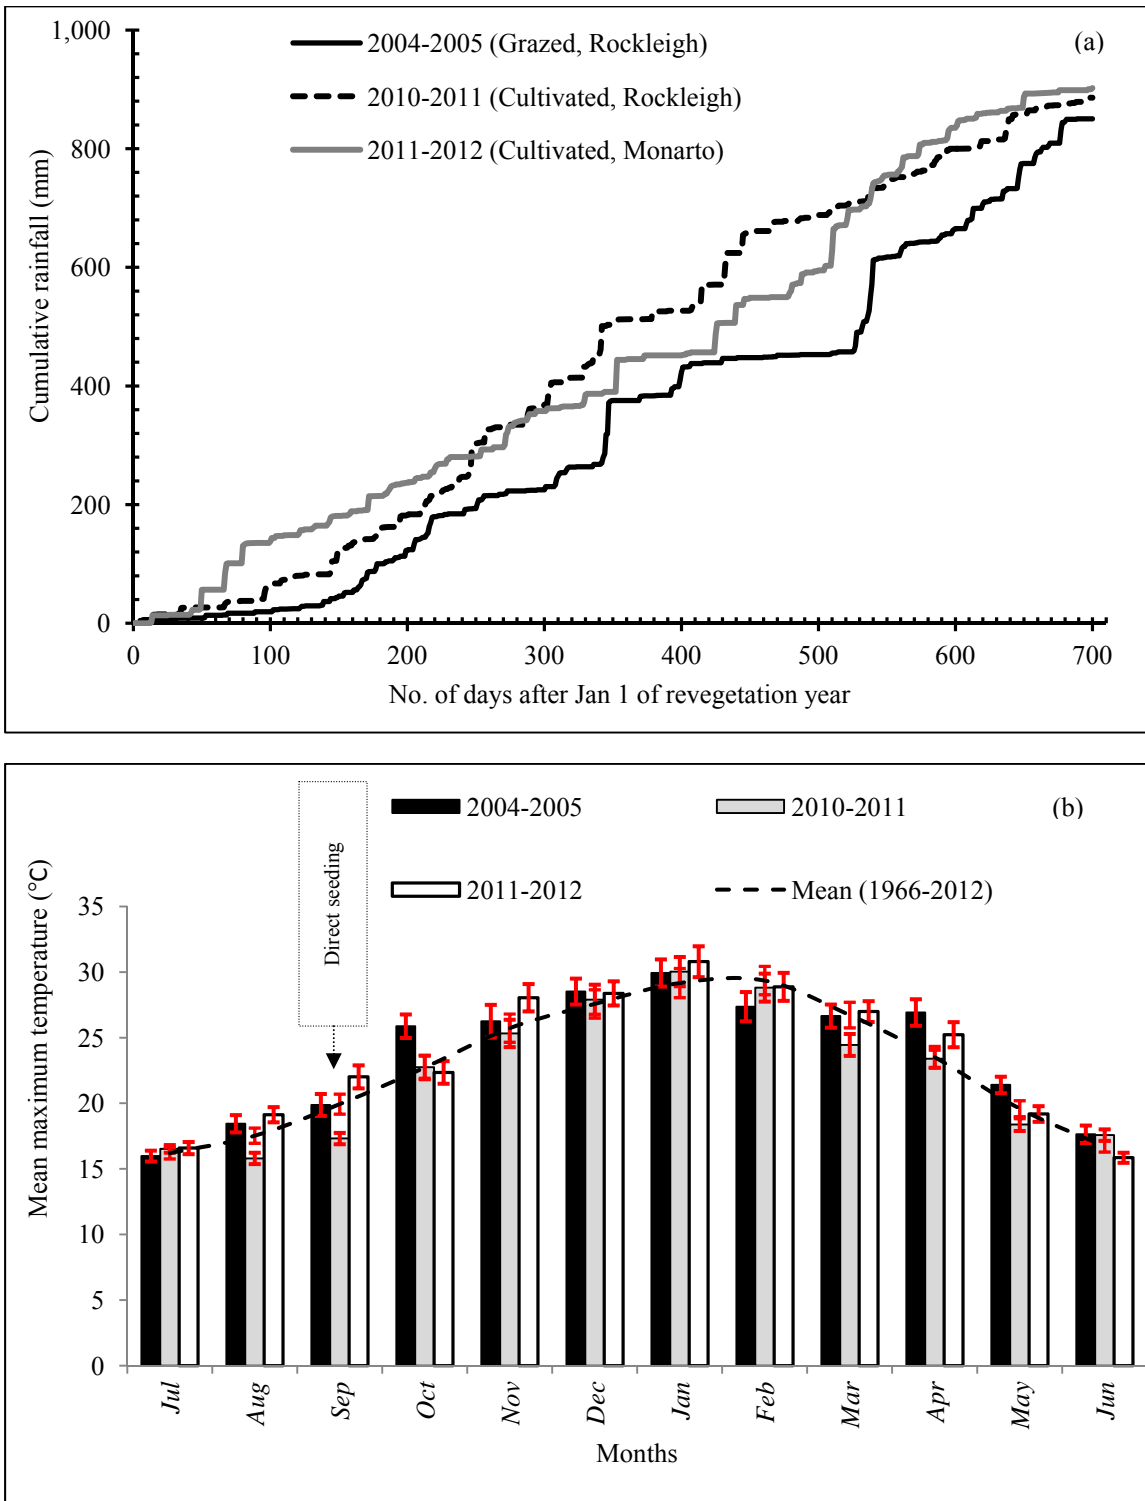 1,000
800
600
400
200
0
2004-2005 (Grazed, Rockleigh)
2010-2011 (Cultivated, Rockleigh)
2011-2012 (Cultivated, Monarto)
(a)
Cumulative rainfall (mm)
0 100 200 300 400 500 600 700
No. of days after Jan 1 of revegetation year
2004-2005
2010-2011
(b)
2011-2012
Mean (1966-2012)
Direct seeding
Mean maximum temperature (°C)
35
30
25
20
15
10
5
0
Jul Aug Sep Oct Nov Dec Jan Feb Mar Apr May Jun
Months